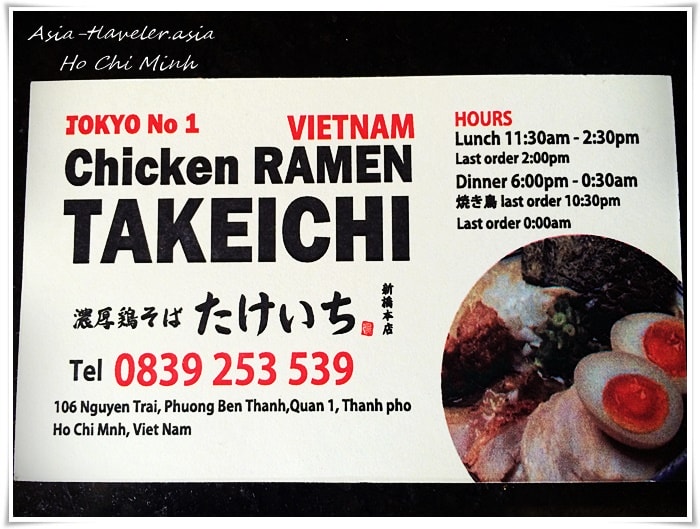 Asia-traveler.asia
Ho Chi Minh
TOKYO No 1 VIETNAM
Chicken RAMEN
TAKEICHI
濃厚鶏そば たけいち 新橋本店
Tel 0839 253 539
106 Nguyen Trai, Phuong Ben Thanh,Quan 1, Thanh pho
Ho Chi Mnh, Viet Nam
HOURS
Lunch 11:30am - 2:30pm
Last order 2:00pm
Dinner 6:00pm - 0:30am
焼き鳥 last order 10:30pm
Last order 0:00am